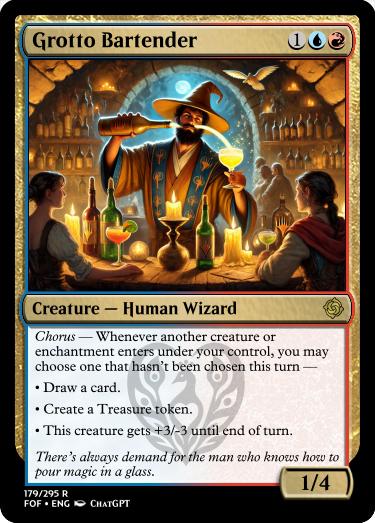 Grotto Bartender 1
Creature — Human Wizard
Chorus — Whenever another creature or
enchantment enters under your control, you may
choose one that hasn't been chosen this turn —
• Draw a card.
• Create a Treasure token.
• This creature gets +3/-3 until end of turn.
There's always demand for the man who knows how to
pour magic in a glass.
1/4
179/295 R
FOF • ENG ChatGPT